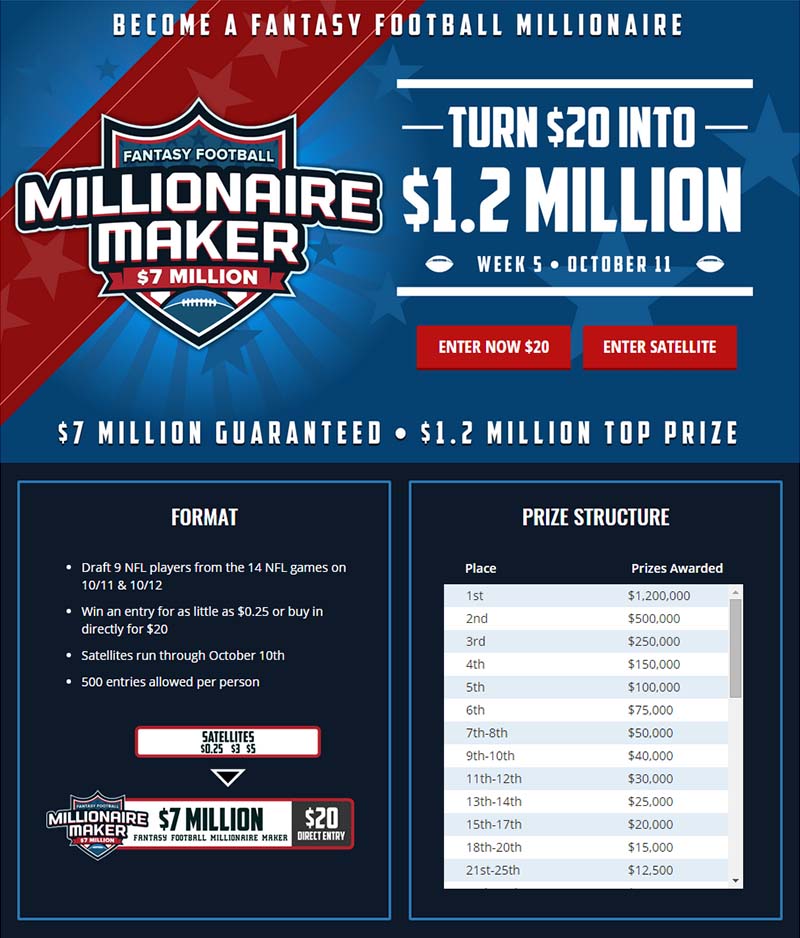 BECOME A FANTASY FOOTBALL MILLIONAIRE
FANTASY FOOTBALL
MILLIONAIRE
MAKER
$7 MILLION
TURN $20 INTO
$1.2 MILLION
WEEK 5 • OCTOBER 11
ENTER NOW $20
ENTER SATELLITE
$7 MILLION GUARANTEED • $1.2 MILLION TOP PRIZE
FORMAT
• Draft 9 NFL players from the 14 NFL games on
10/11 & 10/12
• Win an entry for as little as $0.25 or buy in
directly for $20
• Satellites run through October 10th
• 500 entries allowed per person
SATELLITES
$0.25 $3 $5
FANTASY FOOTBALL
MILLIONAIRE
MAKER
$7 MILLION
$7 MILLION
FANTASY FOOTBALL MILLIONAIRE MAKER
$20
DIRECT ENTRY
PRIZE STRUCTURE
Place Prizes Awarded
1st $1,200,000
2nd $500,000
3rd $250,000
4th $150,000
5th $100,000
6th $75,000
7th-8th $50,000
9th-10th $40,000
11th-12th $30,000
13th-14th $25,000
15th-17th $20,000
18th-20th $15,000
21st-25th $12,500